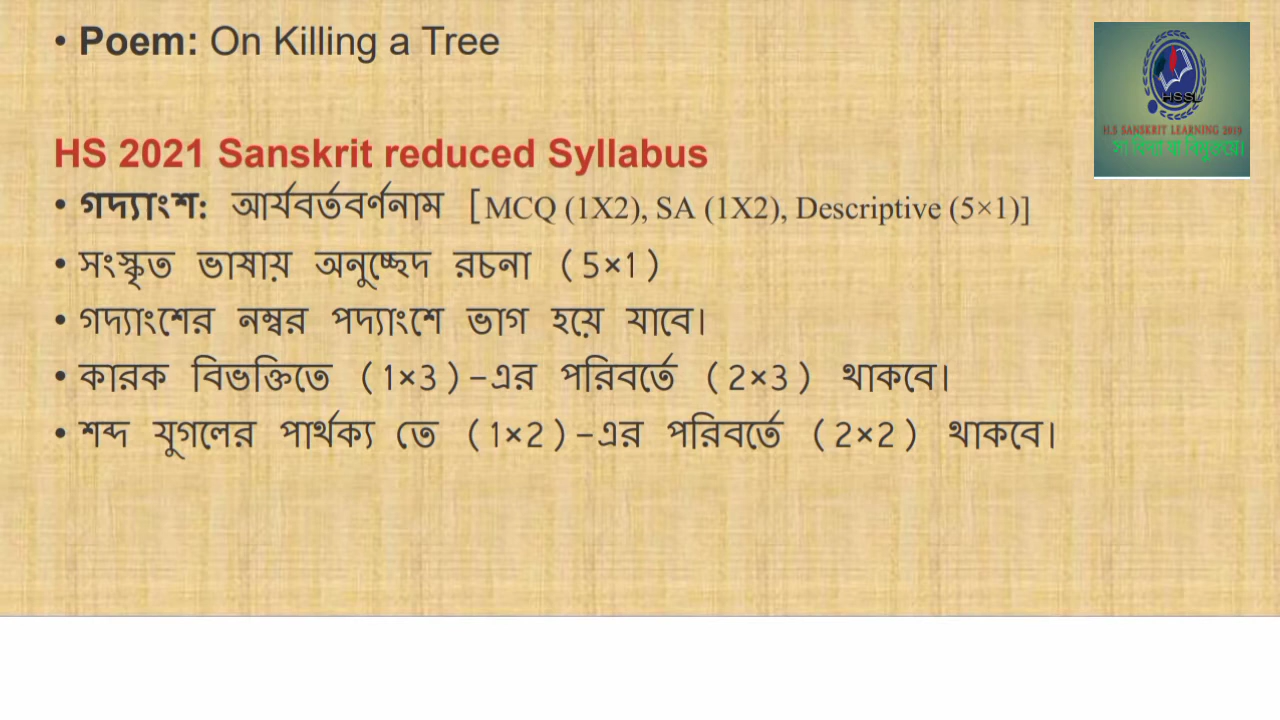 • Poem: On Killing a Tree
HSSL
H.S SANSKRIT LEARNING 2019
सा विद्या या विमुक्तये।
HS 2021 Sanskrit reduced Syllabus
• গদ্যাংশ: আর্যবর্তবর্ণনাম [MCQ (1X2), SA (1X2), Descriptive (5×1)]
• সংস্কৃত ভাষায় অনুচ্ছেদ রচনা (5×1)
• গদ্যাংশের নম্বর পদ্যাংশে ভাগ হয়ে যাবে।
• কারক বিভক্তিতে (1×3)-এর পরিবর্তে (2×3) থাকবে।
• শব্দ যুগলের পার্থক্য তে (1×2)-এর পরিবর্তে (2×2) থাকবে।